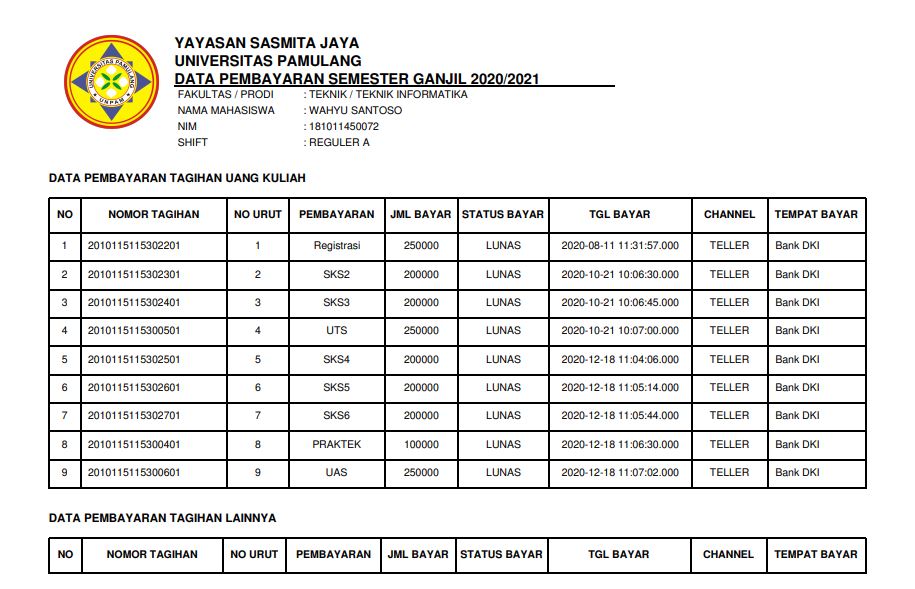 UNIVERSITAS PAMULANG
UNPAM
YAYASAN SASMITA JAYA
UNIVERSITAS PAMULANG
DATA PEMBAYARAN SEMESTER GANJIL 2020/2021
FAKULTAS / PRODI : TEKNIK / TEKNIK INFORMATIKA
NAMA MAHASISWA : WAHYU SANTOSO
NIM : 181011450072
SHIFT : REGULER A
DATA PEMBAYARAN TAGIHAN UANG KULIAH
NO NOMOR TAGIHAN NO URUT PEMBAYARAN JML BAYAR STATUS BAYAR TGL BAYAR CHANNEL TEMPAT BAYAR
1 2010115115302201 1 Registrasi 250000 LUNAS 2020-08-11 11:31:57.000 TELLER Bank DKI
2 2010115115302301 2 SKS2 200000 LUNAS 2020-10-21 10:06:30.000 TELLER Bank DKI
3 2010115115302401 3 SKS3 200000 LUNAS 2020-10-21 10:06:45.000 TELLER Bank DKI
4 2010115115300501 4 UTS 250000 LUNAS 2020-10-21 10:07:00.000 TELLER Bank DKI
5 2010115115302501 5 SKS4 200000 LUNAS 2020-12-18 11:04:06.000 TELLER Bank DKI
6 2010115115302601 6 SKS5 200000 LUNAS 2020-12-18 11:05:14.000 TELLER Bank DKI
7 2010115115302701 7 SKS6 200000 LUNAS 2020-12-18 11:05:44.000 TELLER Bank DKI
8 2010115115300401 8 PRAKTEK 100000 LUNAS 2020-12-18 11:06:30.000 TELLER Bank DKI
9 2010115115300601 9 UAS 250000 LUNAS 2020-12-18 11:07:02.000 TELLER Bank DKI
DATA PEMBAYARAN TAGIHAN LAINNYA
NO NOMOR TAGIHAN NO URUT PEMBAYARAN JML BAYAR STATUS BAYAR TGL BAYAR CHANNEL TEMPAT BAYAR